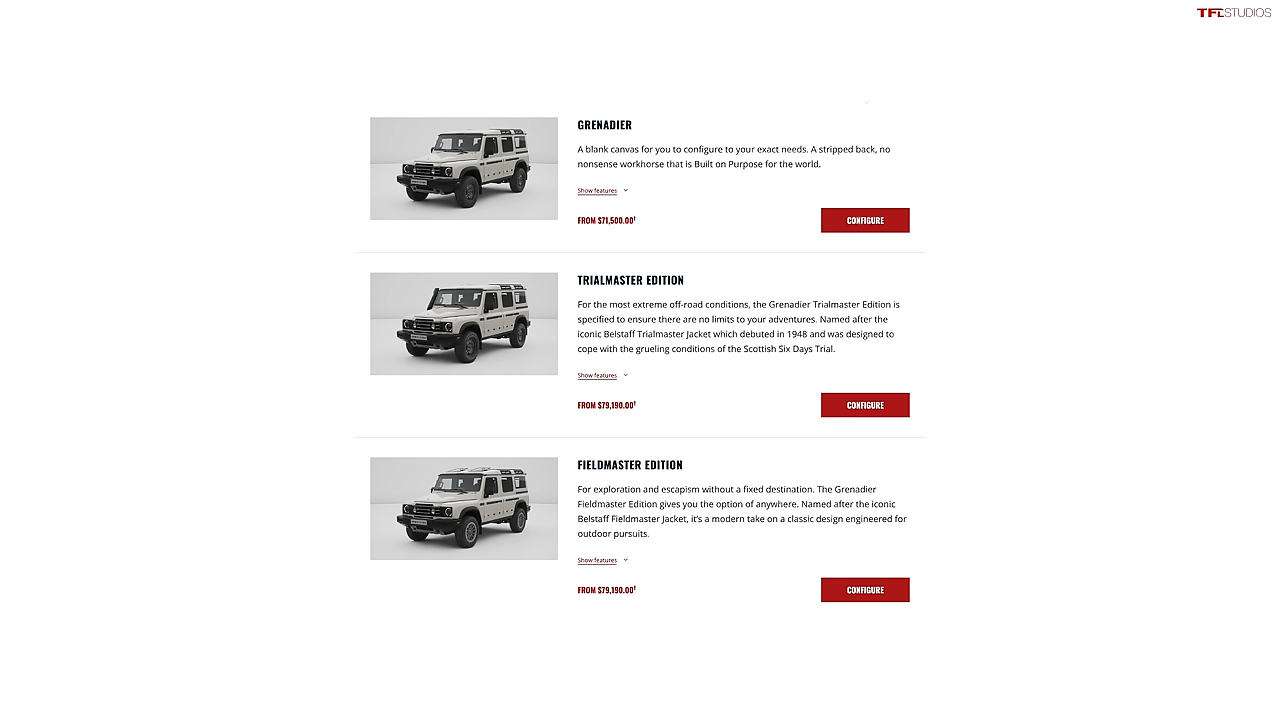 TFLSTUDIOS
GRENADIER
A blank canvas for you to configure to your exact needs. A stripped back, no
nonsense workhorse that is Built on Purpose for the world.
Show features
FROM $71,500.00†
CONFIGURE
TRIALMASTER EDITION
For the most extreme off-road conditions, the Grenadier Trialmaster Edition is
specified to ensure there are no limits to your adventures. Named after the
iconic Belstaff Trialmaster Jacket which debuted in 1948 and was designed to
cope with the grueling conditions of the Scottish Six Days Trial.
Show features
FROM $79,190.00†
CONFIGURE
FIELDMASTER EDITION
For exploration and escapism without a fixed destination. The Grenadier
Fieldmaster Edition gives you the option of anywhere. Named after the iconic
Belstaff Fieldmaster Jacket, it's a modern take on a classic design engineered for
outdoor pursuits.
Show features
FROM $79,190.00†
CONFIGURE